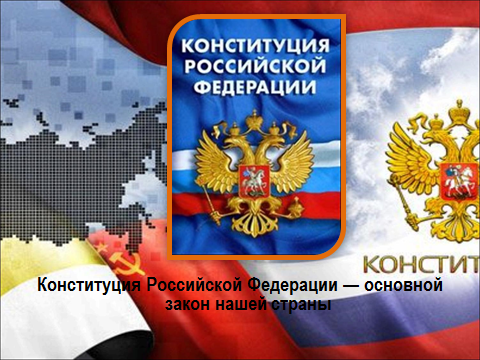 КОНСТИТУЦИЯ
РОССИЙСКОЙ
ФЕДЕРАЦИИ
КОНСТИТ
Конституция Российской Федерации — основной
закон нашей страны